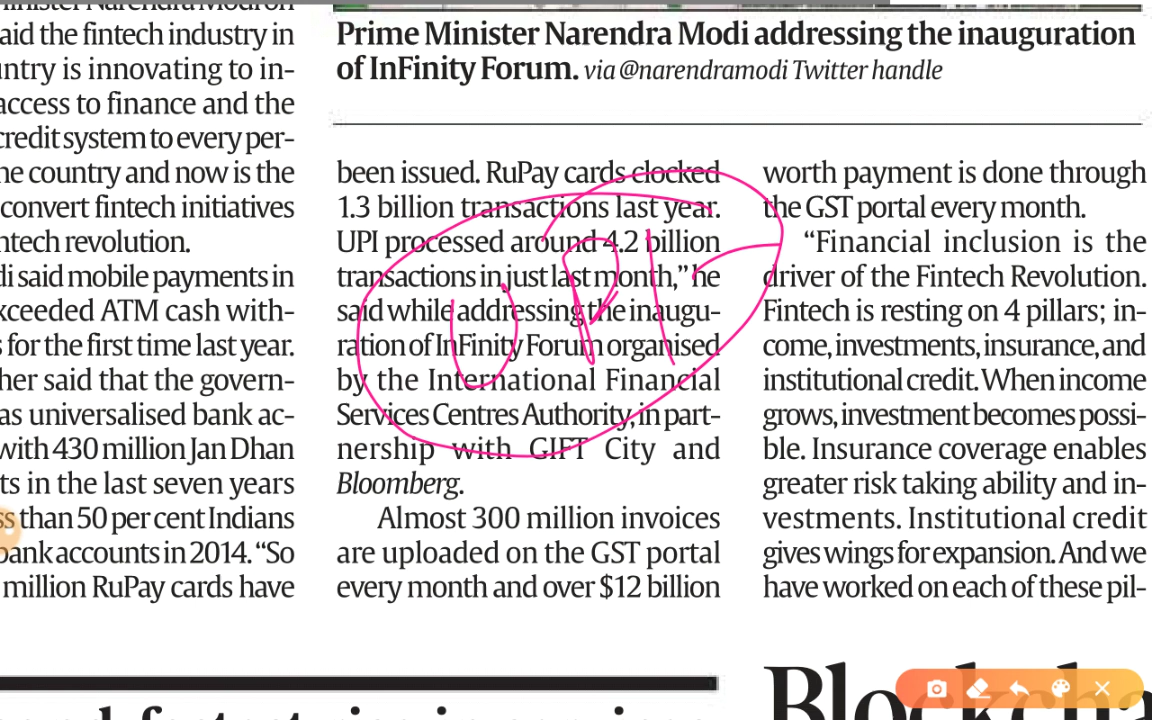 aid the fintech industry in
ntry is innovating to in-
access to finance and the
credit system to every per-
he country and now is the
convert fintech initiatives
ntech revolution.
di said mobile payments in
xceeded ATM cash with-
s for the first time last year.
her said that the govern-
as universalised bank ac-
with 430 million Jan Dhan
ts in the last seven years
ss than 50 per cent Indians
bank accounts in 2014. “So
million RuPay cards have
Prime Minister Narendra Modi addressing the inauguration
of InFinity Forum. via @narendramodi Twitter handle
been issued. RuPay cards clocked
1.3 billion transactions last year.
UPI processed around 4.2 billion
transactions in just last month,” he
said while addressing the inaugu-
ration of InFinity Forum organised
by the International Financial
Services Centres Authority, in part-
nership with GIFT City and
Bloomberg.
Almost 300 million invoices
are uploaded on the GST portal
every month and over $12 billion
UPI
worth payment is done through
the GST portal every month.
“Financial inclusion is the
driver of the Fintech Revolution.
Fintech is resting on 4 pillars; in-
come, investments, insurance, and
institutional credit. When income
grows, investment becomes possi-
ble. Insurance coverage enables
greater risk taking ability and in-
vestments. Institutional credit
gives wings for expansion. And we
have worked on each of these pil-